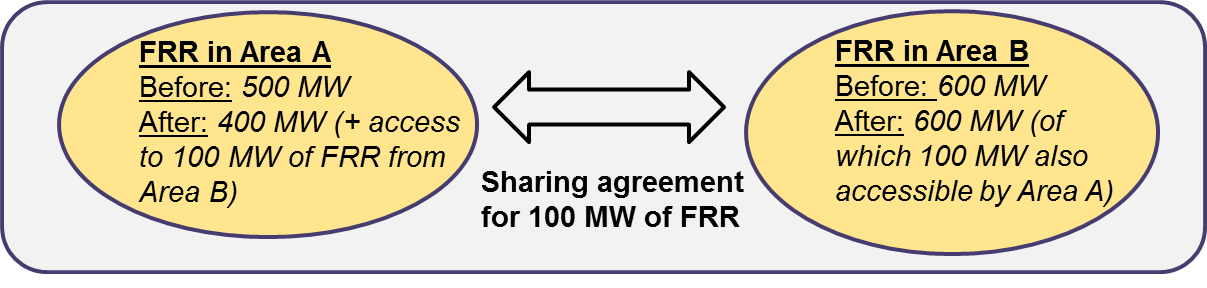 FRR in Area A
Before: 500 MW
After: 400 MW (+ access
to 100 MW of FRR from
Area B)
Sharing agreement
for 100 MW of FRR
FRR in Area B
Before: 600 MW
After: 600 MW (of
which 100 MW also
accessible by Area A)